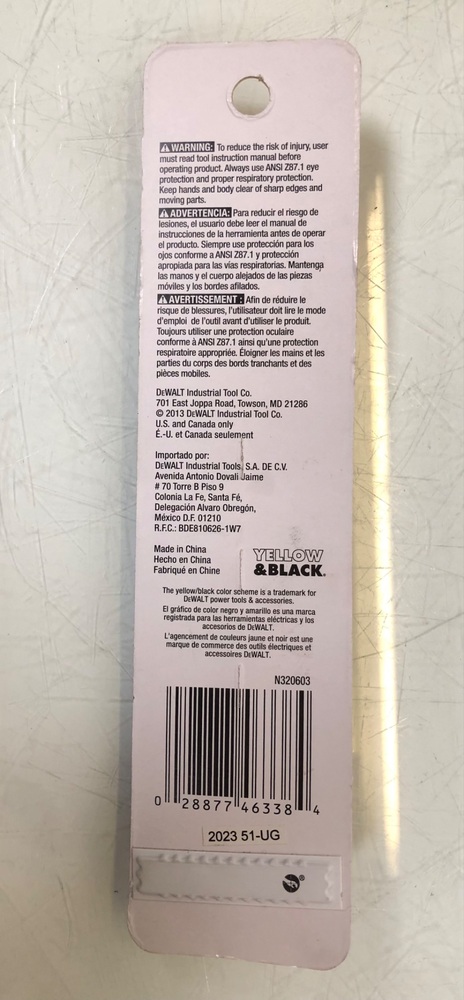 ⚠ WARNING: To reduce the risk of injury, user
must read tool instruction manual before
operating product. Always use ANSI Z87.1 eye
protection and proper respiratory protection.
Keep hands and body clear of sharp edges and
moving parts.
⚠ ADVERTENCIA: Para reducir el riesgo de
lesiones, el usuario debe leer el manual de
instrucciones de la herramienta antes de operar
el producto. Siempre use protección para los
ojos conforme a ANSI Z87.1 y protección
apropiada para las vías respiratorias. Mantenga
las manos y el cuerpo alejados de las piezas
móviles y los bordes afilados.
⚠ AVERTISSEMENT : Afin de réduire le
risque de blessures, l'utilisateur doit lire le mode
d'emploi de l'outil avant d'utiliser le produit.
Toujours utiliser une protection oculaire
conforme à ANSI Z87.1 ainsi qu'une protection
respiratoire appropriée. Éloigner les mains et les
parties du corps des bords tranchants et des
pièces mobiles.
DEWALT Industrial Tool Co.
701 East Joppa Road, Towson, MD 21286
© 2013 DEWALT Industrial Tool Co.
U.S. and Canada only
É.-U. et Canada seulement
Importado por:
DEWALT Industrial Tools, S.A. DE C.V.
Avenida Antonio Dovali Jaime
# 70 Torre B Piso 9
Colonia La Fe, Santa Fé,
Delegación Alvaro Obregón,
México D.F. 01210
R.F.C.: BDE810626-1W7
Made in China
Hecho en China
Fabriqué en Chine
YELLOW
&BLACK®
The yellow/black color scheme is a trademark for
DEWALT power tools & accessories.
El gráfico de color negro y amarillo es una marca
registrada para las herramientas eléctricas y los
accesorios de DEWALT.
L'agencement de couleurs jaune et noir est une
marque de commerce des outils électriques et
accessoires DEWALT.
N320603
0 28877 46338 4
2023 51-UG